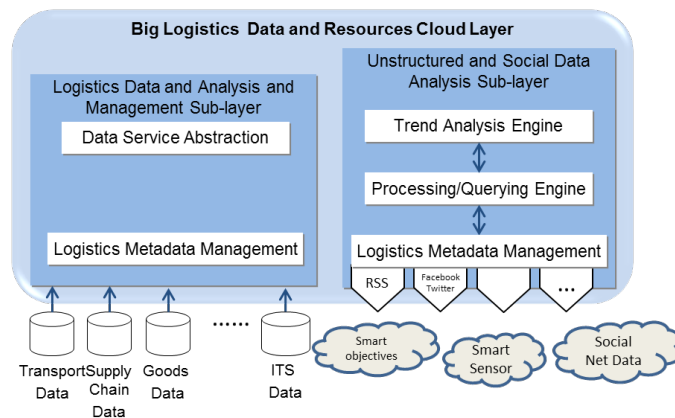 Big Logistics Data and Resources Cloud Layer
Logistics Data and Analysis and
Management Sub-layer
Data Service Abstraction
Logistics Metadata Management
Unstructured and Social Data
Analysis Sub-layer
Trend Analysis Engine
Processing/Querying Engine
Logistics Metadata Management
RSS
Facebook
Twitter
...
......
Transport
Data
Supply
Chain
Data
Goods
Data
ITS
Data
Smart
objectives
Smart
Sensor
Social
Net Data